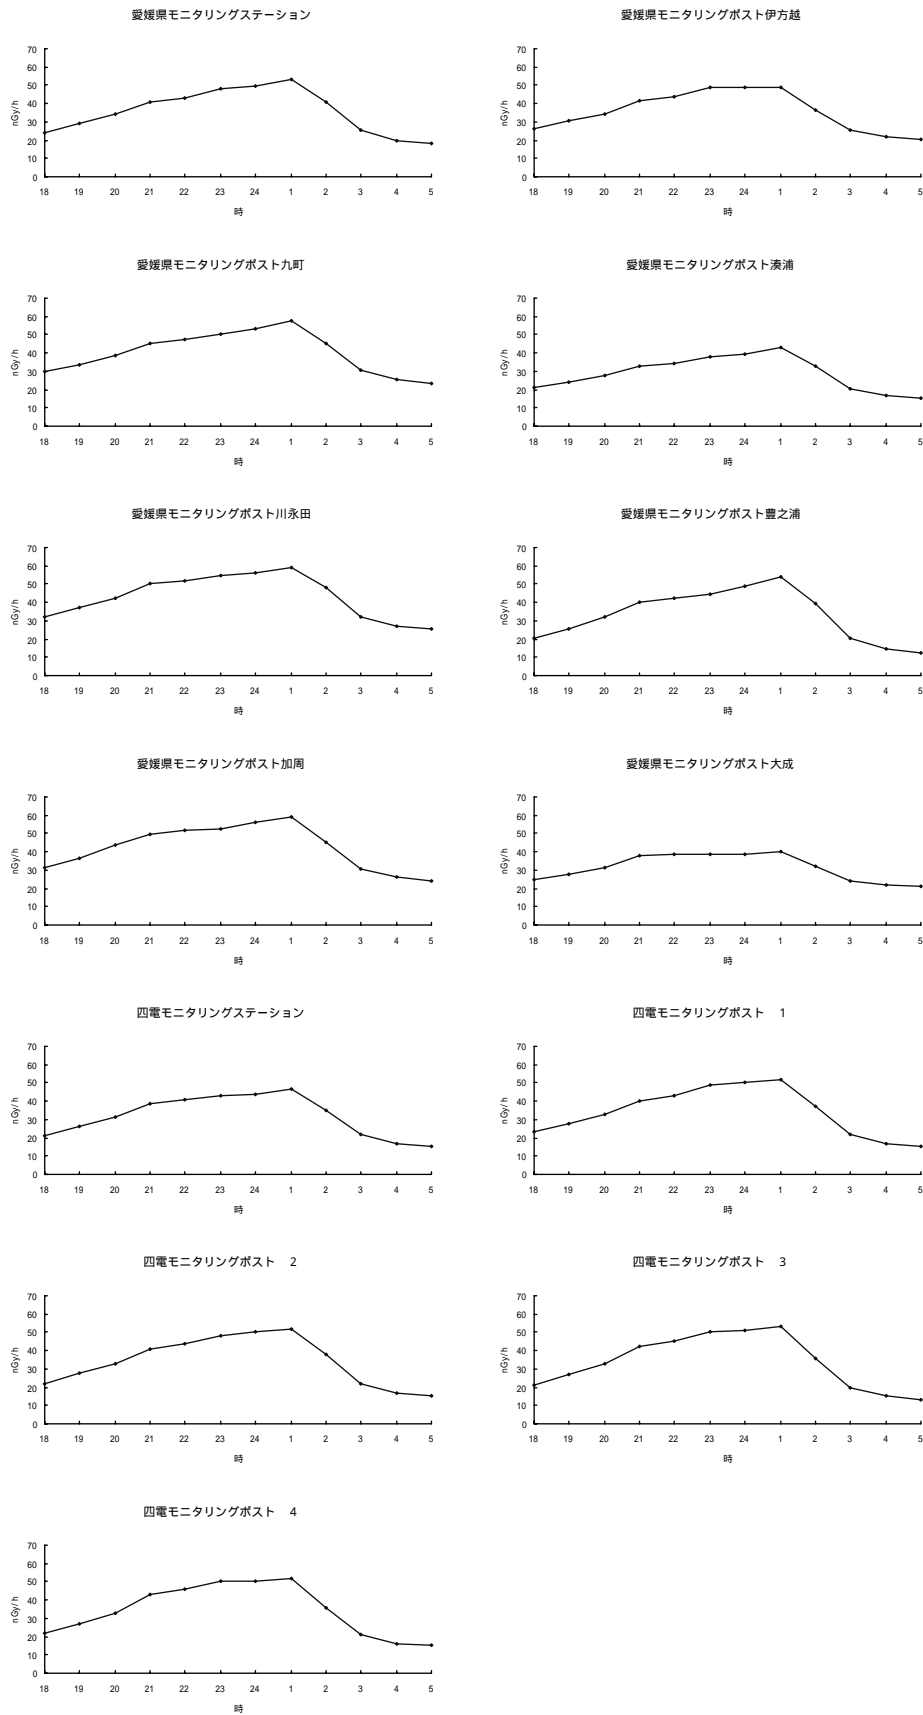 愛媛県モニタリングステーション
70
60
50
40
30
20
10
0
nGy/h
18 19 20 21 22 23 24 1 2 3 4 5
時
愛媛県モニタリングポスト伊方越
70
60
50
40
30
20
10
0
nGy/h
18 19 20 21 22 23 24 1 2 3 4 5
時
愛媛県モニタリングポスト九町
70
60
50
40
30
20
10
0
nGy/h
18 19 20 21 22 23 24 1 2 3 4 5
時
愛媛県モニタリングポスト湊浦
70
60
50
40
30
20
10
0
nGy/h
18 19 20 21 22 23 24 1 2 3 4 5
時
愛媛県モニタリングポスト川永田
70
60
50
40
30
20
10
0
nGy/h
18 19 20 21 22 23 24 1 2 3 4 5
時
愛媛県モニタリングポスト豊之浦
70
60
50
40
30
20
10
0
nGy/h
18 19 20 21 22 23 24 1 2 3 4 5
時
愛媛県モニタリングポスト加周
70
60
50
40
30
20
10
0
nGy/h
18 19 20 21 22 23 24 1 2 3 4 5
時
愛媛県モニタリングポスト大成
70
60
50
40
30
20
10
0
nGy/h
18 19 20 21 22 23 24 1 2 3 4 5
時
四電モニタリングステーション
70
60
50
40
30
20
10
0
nGy/h
18 19 20 21 22 23 24 1 2 3 4 5
時
四電モニタリングポスト　1
70
60
50
40
30
20
10
0
nGy/h
18 19 20 21 22 23 24 1 2 3 4 5
時
四電モニタリングポスト　2
70
60
50
40
30
20
10
0
nGy/h
18 19 20 21 22 23 24 1 2 3 4 5
時
四電モニタリングポスト　3
70
60
50
40
30
20
10
0
nGy/h
18 19 20 21 22 23 24 1 2 3 4 5
時
四電モニタリングポスト　4
70
60
50
40
30
20
10
0
nGy/h
18 19 20 21 22 23 24 1 2 3 4 5
時